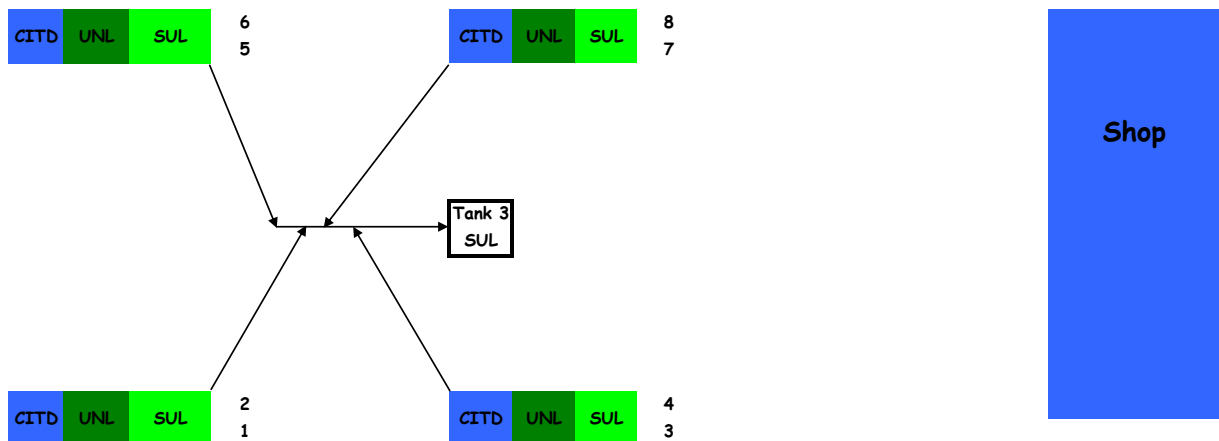 CITD UNL SUL 6
5
CITD UNL SUL 8
7
Shop
Tank 3
SUL
CITD UNL SUL 2
1
CITD UNL SUL 4
3